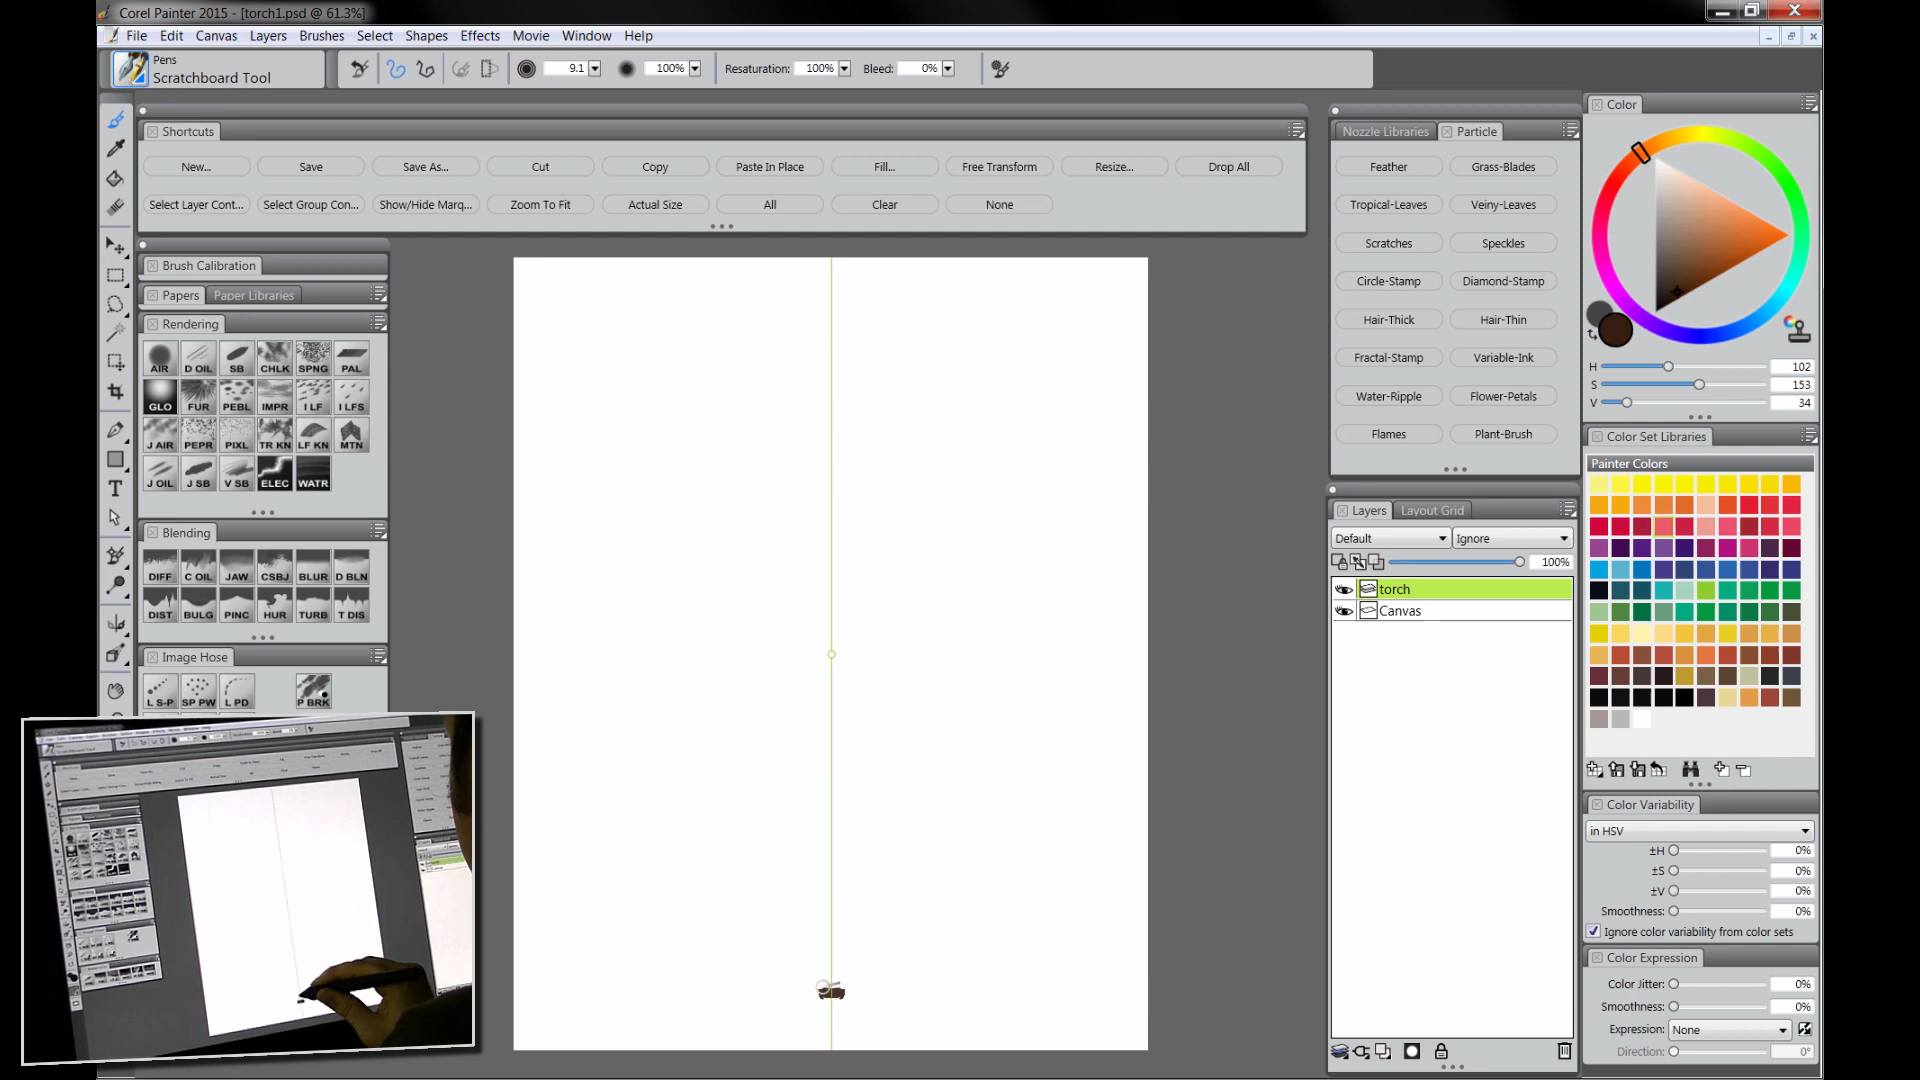 Corel Painter 2015 - [torch1.psd @ 61.3%]
File Edit Canvas Layers Brushes Select Shapes Effects Movie Window Help
Pens
Scratchboard Tool
9.1 100% Resaturation: 100% Bleed: 0%
Shortcuts
New... Save Save As... Cut Copy Paste In Place Fill... Free Transform Resize... Drop All
Select Layer Cont... Select Group Con... Show/Hide Marq... Zoom To Fit Actual Size All Clear None
Brush Calibration
Papers Paper Libraries
Rendering
AIR D OIL SB CHLK SPNG PAL
GLO FUR PEBL IMPR I LF I LFS
J AIR PEPR PIXL TR KN LF KN MTN
J OIL J SB V SB ELEC WATR
Blending
DIFF C OIL JAW CSBJ BLUR D BLN
DIST BULG PINC HUR TURB T DIS
Image Hose
L S-P SP PW L PD P BRK
Nozzle Libraries Particle
Feather Grass-Blades
Tropical-Leaves Veiny-Leaves
Scratches Speckles
Circle-Stamp Diamond-Stamp
Hair-Thick Hair-Thin
Fractal-Stamp Variable-Ink
Water-Ripple Flower-Petals
Flames Plant-Brush
Layers Layout Grid
Default Ignore
100%
torch
Canvas
Color
H 102
S 153
V 34
Color Set Libraries
Painter Colors
Color Variability
in HSV
±H 0%
±S 0%
±V 0%
Smoothness: 0%
Ignore color variability from color sets
Color Expression
Color Jitter: 0%
Smoothness: 0%
Expression: None
Direction: 0°